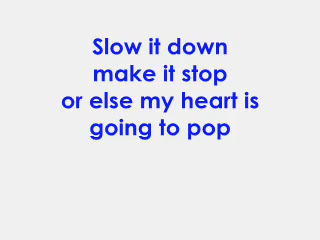 Slow it down
make it stop
or else my heart is
going to pop